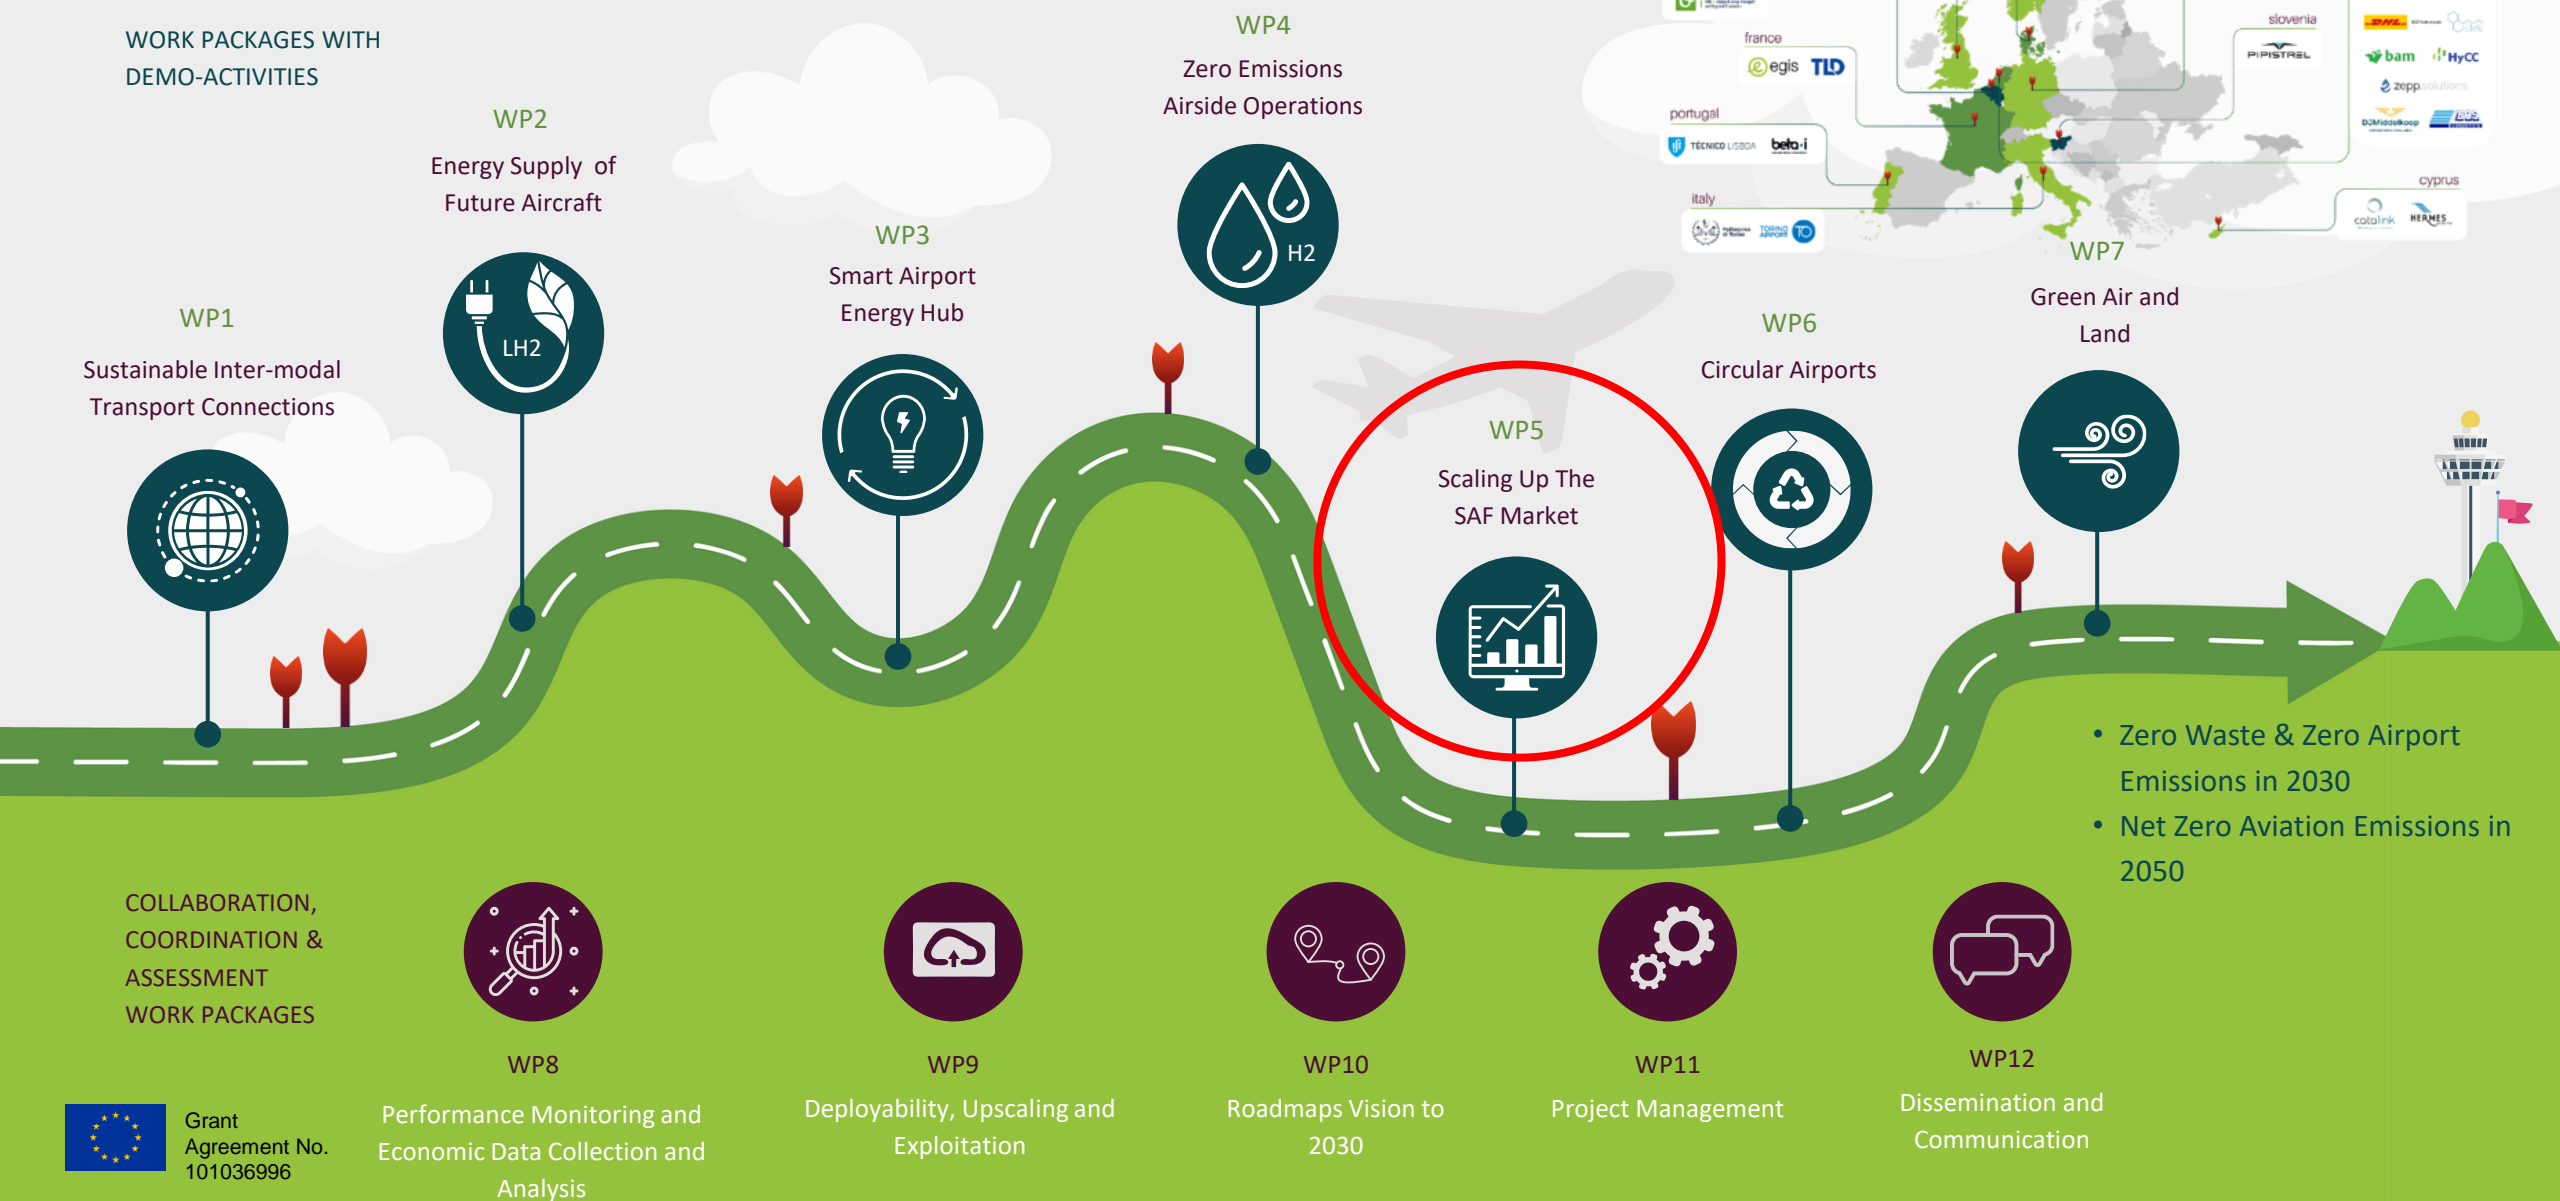 WORK PACKAGES WITH
DEMO-ACTIVITIES
WP1
Sustainable Inter-modal
Transport Connections
WP2
Energy Supply of
Future Aircraft
LH2
WP3
Smart Airport
Energy Hub
WP4
Zero Emissions
Airside Operations
H2
WP5
Scaling Up The
SAF Market
WP6
Circular Airports
WP7
Green Air and
Land
france
egis TLD
portugal
TÉCNICO LISBOA beta-i
italy
TORINO
AIRPORT TO
slovenia
PIPISTREL
DHL
bam HyCC
zepp.solutions
DJMiddelkoop
cyprus
catalink HERMES
• Zero Waste & Zero Airport
Emissions in 2030
• Net Zero Aviation Emissions in
2050
COLLABORATION,
COORDINATION &
ASSESSMENT
WORK PACKAGES
WP8
Performance Monitoring and
Economic Data Collection and
Analysis
WP9
Deployability, Upscaling and
Exploitation
WP10
Roadmaps Vision to
2030
WP11
Project Management
WP12
Dissemination and
Communication
Grant
Agreement No.
101036996